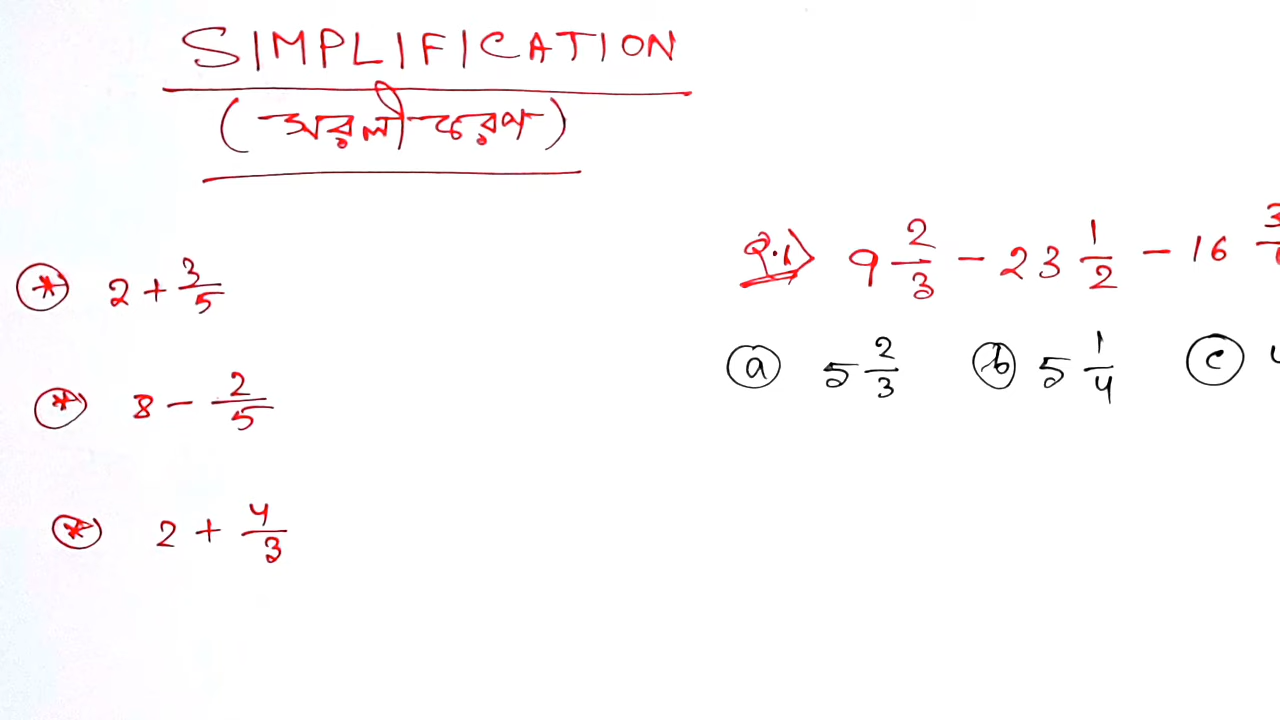 SIMPLIFICATION
(সরলীকরণ)
* 2 + 3/5
* 8 - 2/5
* 2 + 4/3
Q.1) 9 2/3 - 23 1/2 - 16 3/
(a) 5 2/3 (b) 5 1/4 (c)